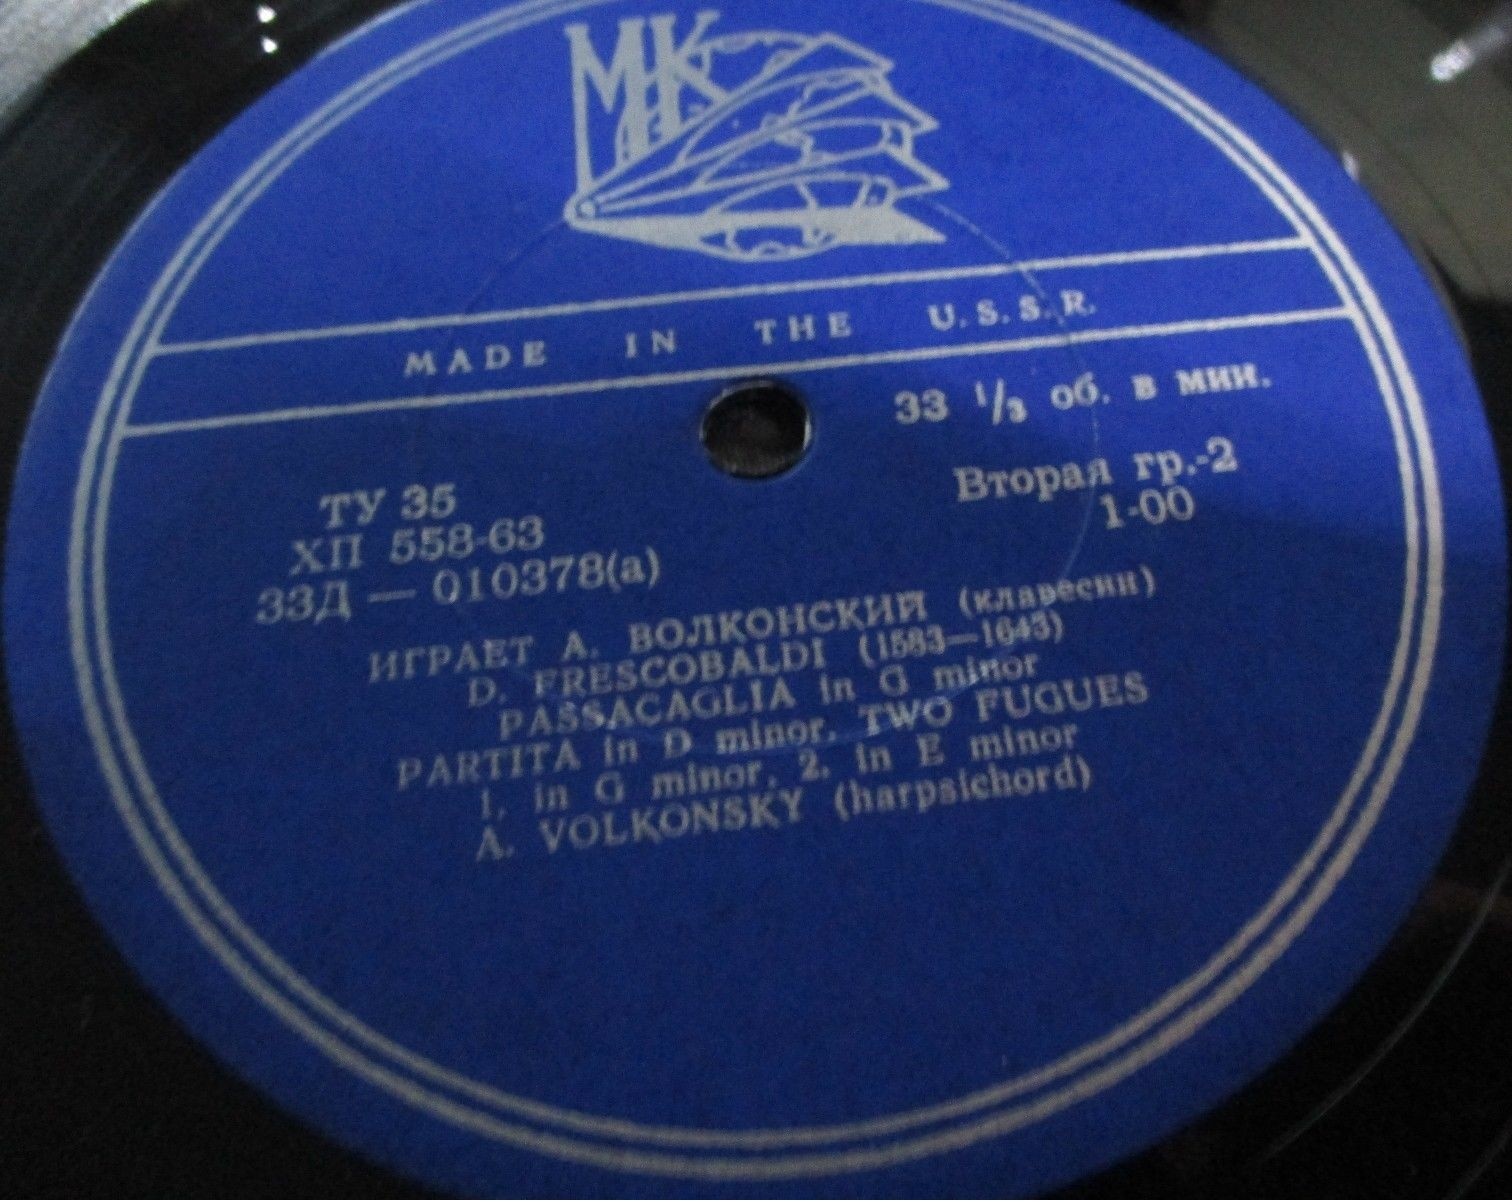 МК
MADE IN THE U.S.S.R.
33 1/3 об. в мин.
Вторая гр.-2
1-00
ТУ 35
ХП 558-63
33Д — 010378(а)
ИГРАЕТ А. ВОЛКОНСКИЙ (клавесин)
D. FRESCOBALDI (1583—1643)
PASSACAGLIA in G minor
PARTITA in D minor. TWO FUGUES
1. in G minor. 2. in E minor
A. VOLKONSKY (harpsichord)